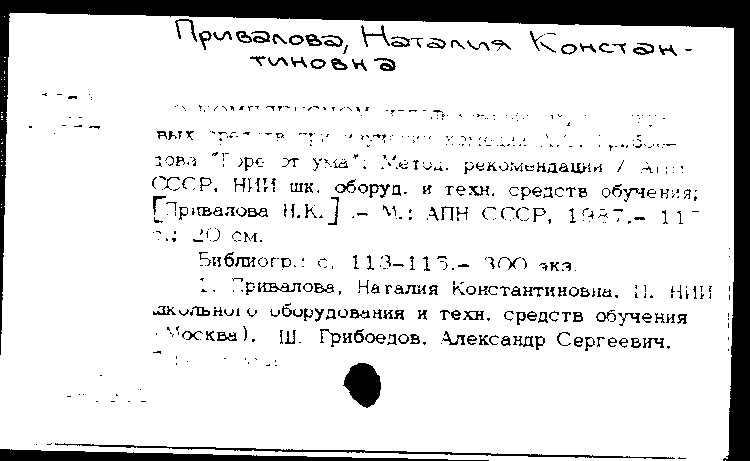 Привалова, Наталия Констан-
тиновна
вых средств при изучении комедии А.С. Грибое-
дова "Горе от ума": Метод. рекомендации / АПН
СССР, НИИ шк. оборуд. и техн. средств обучения;
[Привалова Н.К.] .- М.: АПН СССР, 1987.- 11
с.; 20 см.
Библиогр.: с. 113-115.- 300 экз.
I. Привалова, Наталия Константиновна. II. НИИ
школьного оборудования и техн. средств обучения
(Москва). Ш. Грибоедов, Александр Сергеевич.